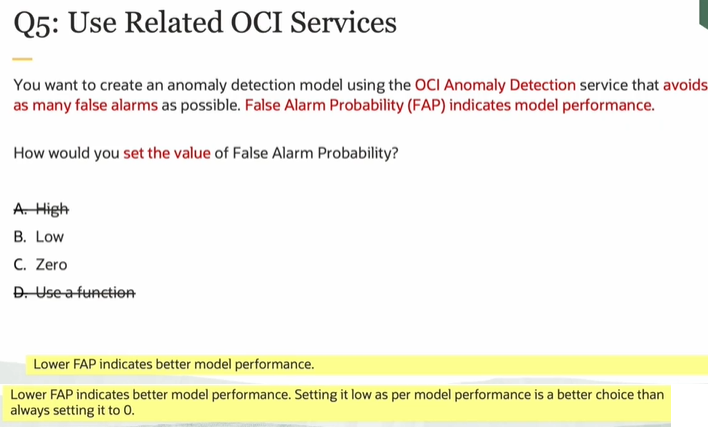 Q5: Use Related OCI Services
You want to create an anomaly detection model using the OCI Anomaly Detection service that avoids
as many false alarms as possible. False Alarm Probability (FAP) indicates model performance.
How would you set the value of False Alarm Probability?
A. High
B. Low
C. Zero
D. Use a function
Lower FAP indicates better model performance.
Lower FAP indicates better model performance. Setting it low as per model performance is a better choice than
always setting it to 0.